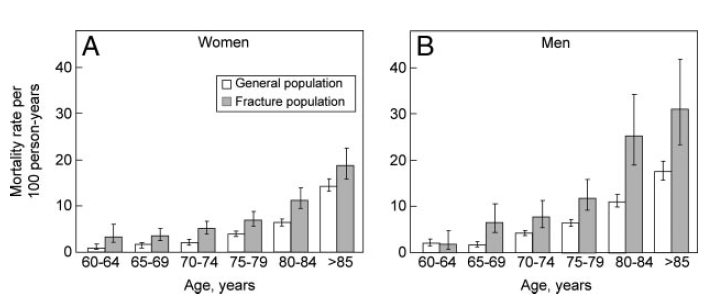 A
Women
B
Men
Mortality rate per
100 person-years
40
30
20
10
0
General population
Fracture population
60-64 65-69 70-74 75-79 80-84 >85
Age, years
40
30
20
10
0
60-64 65-69 70-74 75-79 80-84 >85
Age, years